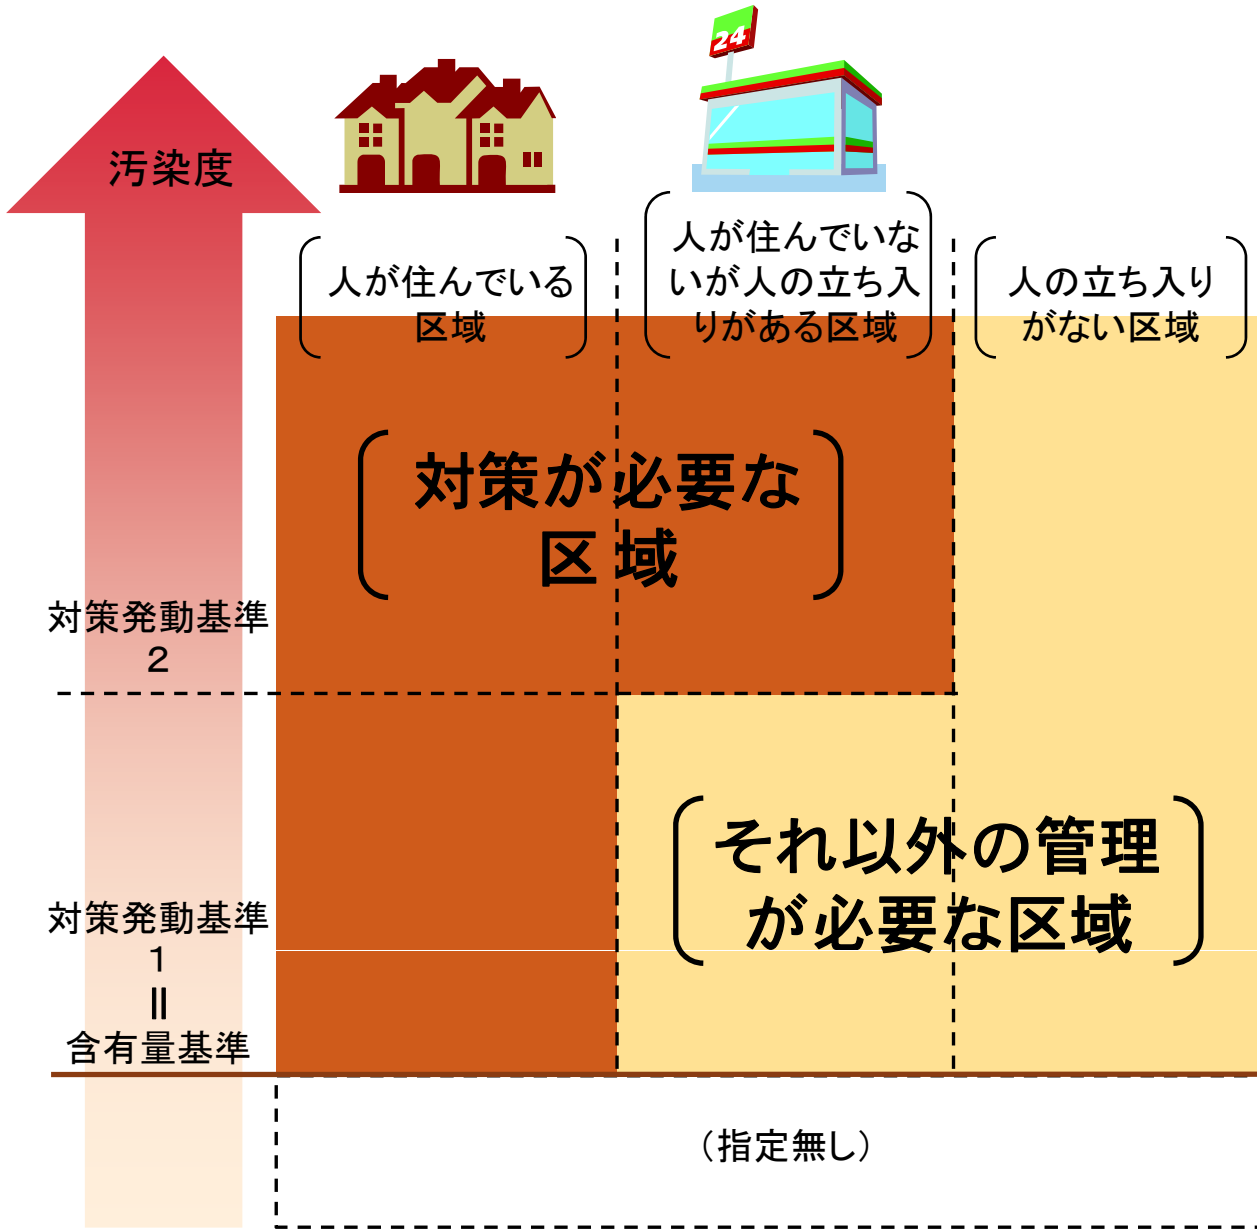 24
汚染度
人が住んでいる
区域
人が住んでいな
いが人の立ち入
りがある区域
人の立ち入り
がない区域
対策が必要な
区域
対策発動基準
2
それ以外の管理
が必要な区域
対策発動基準
1
||
含有量基準
（指定無し）